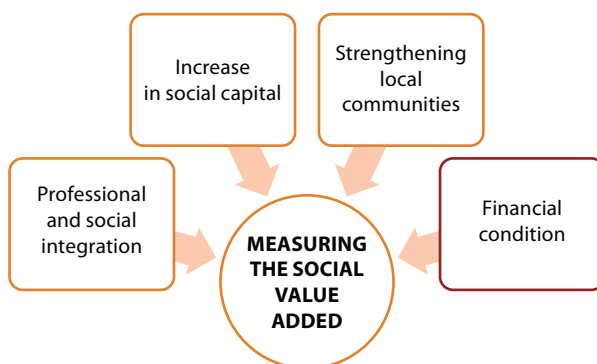 Increase
in social capital
Strengthening
local
communities
Professional
and social
integration
MEASURING
THE SOCIAL
VALUE
ADDED
Financial
condition